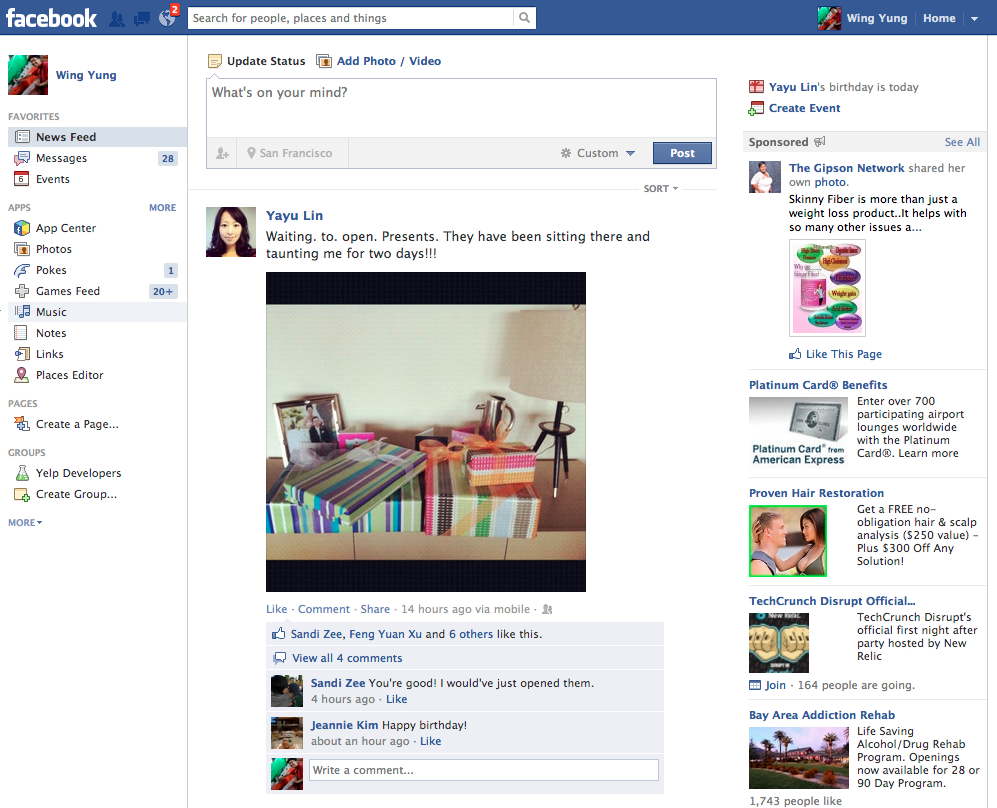 facebook
2
Search for people, places and things
Wing Yung
Home
Wing Yung
FAVORITES
News Feed
Messages
28
6
Events
APPS
MORE
App Center
Photos
Pokes
1
Games Feed
20+
Music
Notes
Links
Places Editor
PAGES
Create a Page...
GROUPS
Yelp Developers
Create Group...
MORE
Update Status
Add Photo / Video
What's on your mind?
San Francisco
Custom
Post
SORT
Yayu Lin
Waiting. to. open. Presents. They have been sitting there and
taunting me for two days!!!
Like · Comment · Share · 14 hours ago via mobile ·
Sandi Zee, Feng Yuan Xu and 6 others like this.
View all 4 comments
Sandi Zee You're good! I would've just opened them.
4 hours ago · Like
Jeannie Kim Happy birthday!
about an hour ago · Like
Write a comment...
Yayu Lin's birthday is today
Create Event
Sponsored
See All
The Gipson Network shared her
own photo.
Skinny Fiber is more than just a
weight loss product..It helps with
so many other issues a...
High Cholesterol
Weight gain
Like This Page
Platinum Card® Benefits
Platinum Card® from
American Express
Enter over 700
participating airport
lounges worldwide
with the Platinum
Card®. Learn more
Proven Hair Restoration
Get a FREE no-
obligation hair & scalp
analysis ($250 value) –
Plus $300 Off Any
Solution!
TechCrunch Disrupt Official...
New Relic
TechCrunch Disrupt's
official first night after
party hosted by New
Relic
Join · 164 people are going.
Bay Area Addiction Rehab
Life Saving
Alcohol/Drug Rehab
Program. Openings
now available for 28 or
90 Day Program.
1,743 people like